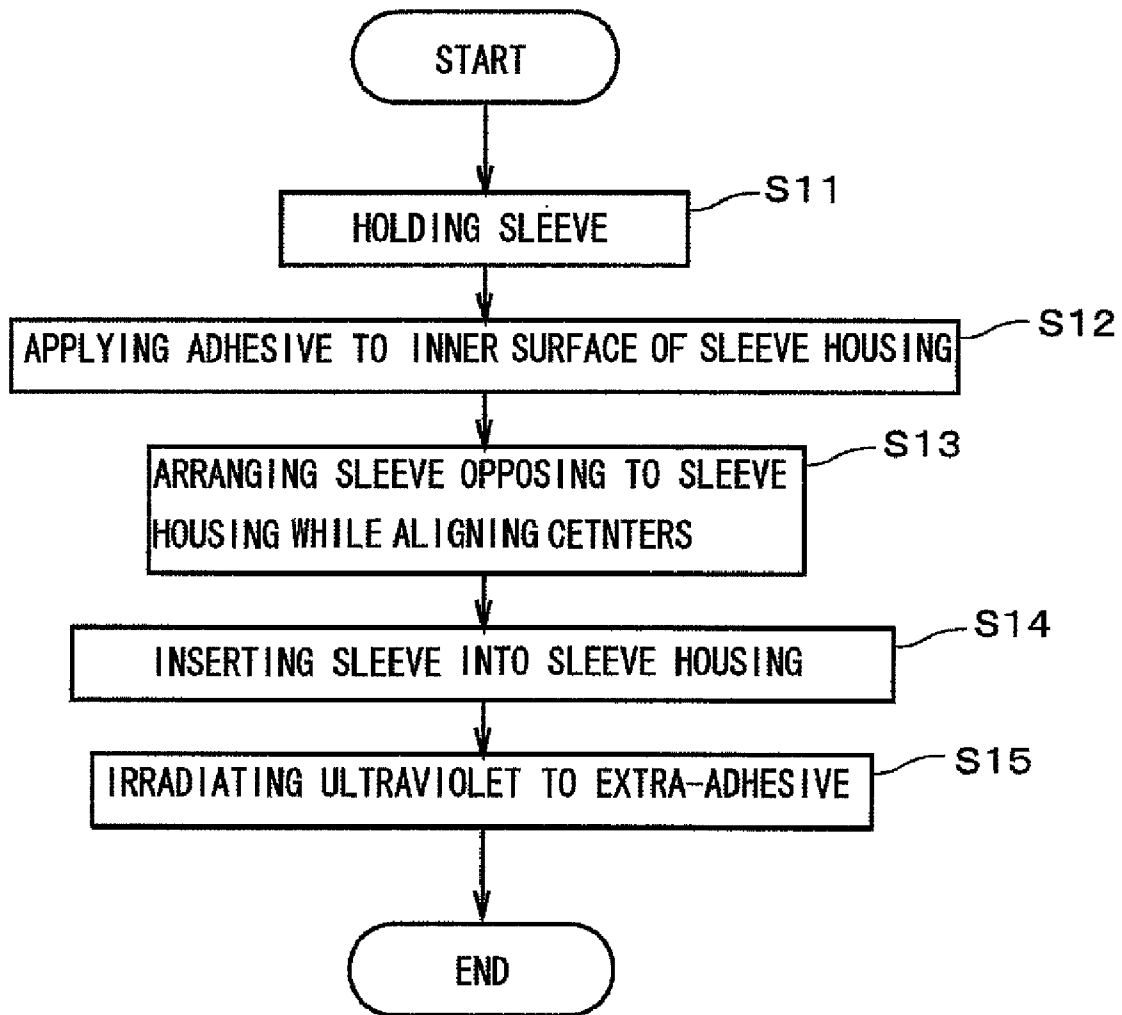 START
S11
HOLDING SLEEVE
S12
APPLYING ADHESIVE TO INNER SURFACE OF SLEEVE HOUSING
S13
ARRANGING SLEEVE OPPOSING TO SLEEVE
HOUSING WHILE ALIGNING CETNTERS
S14
INSERTING SLEEVE INTO SLEEVE HOUSING
S15
IRRADIATING ULTRAVIOLET TO EXTRA-ADHESIVE
END